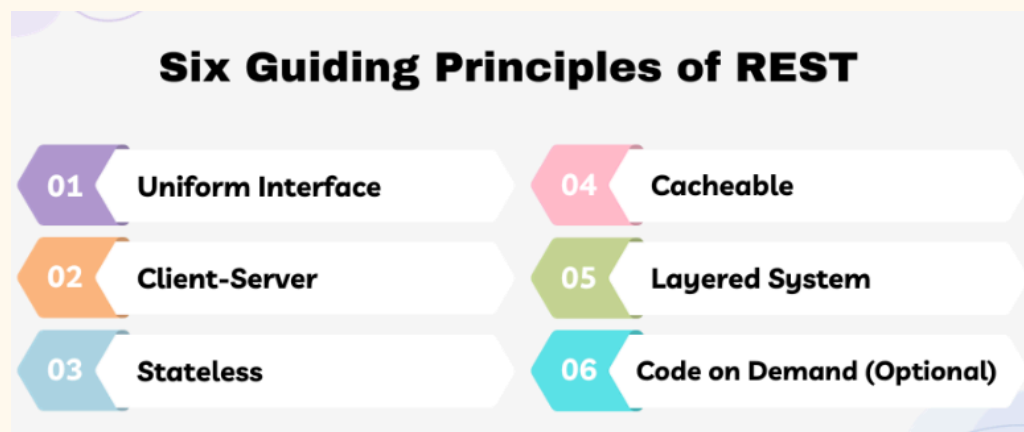 Six Guiding Principles of REST
01 Uniform Interface
02 Client-Server
03 Stateless
04 Cacheable
05 Layered System
06 Code on Demand (Optional)